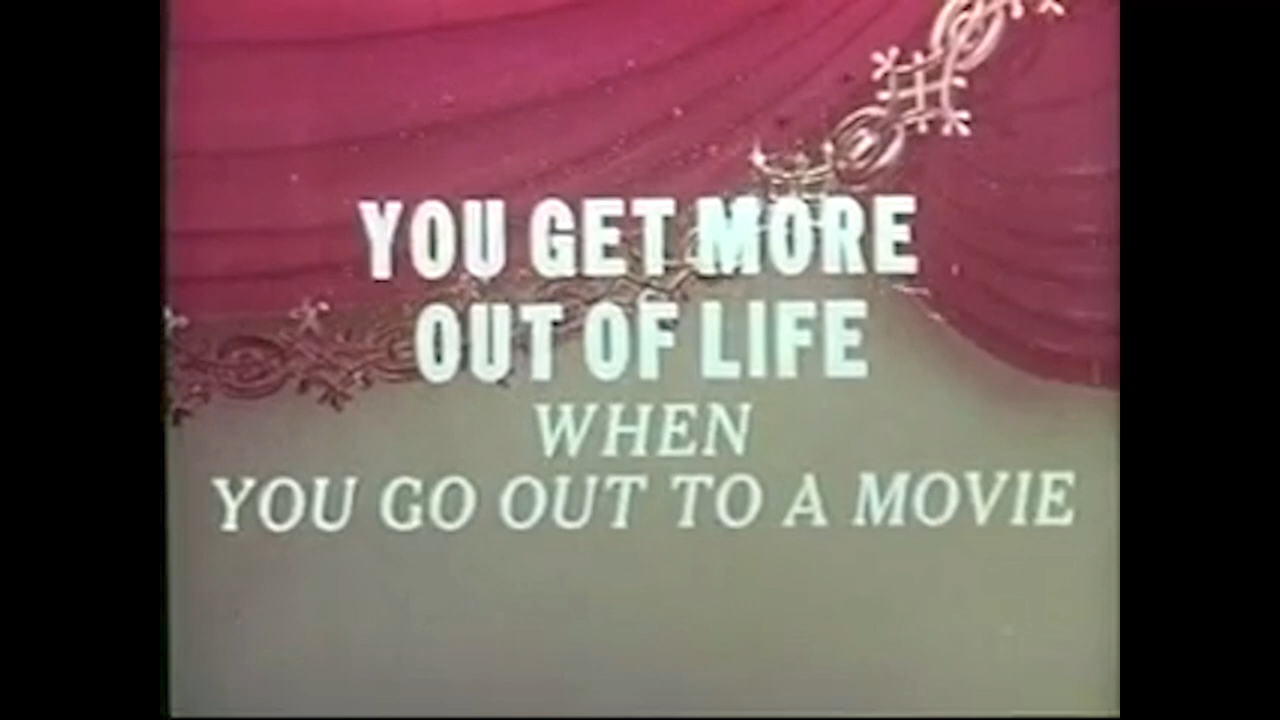 YOU GET MORE
OUT OF LIFE
WHEN
YOU GO OUT TO A MOVIE